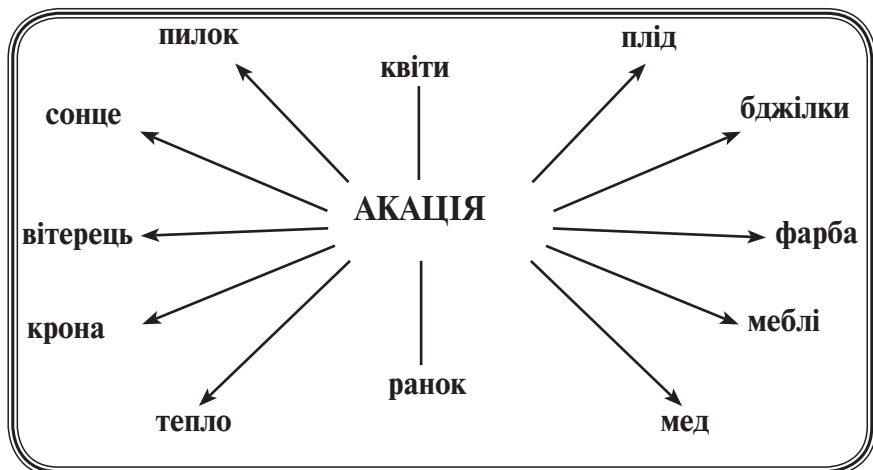 пилок
плід
квіти
сонце
бджілки
АКАЦІЯ
вітерець
фарба
крона
меблі
ранок
тепло
мед